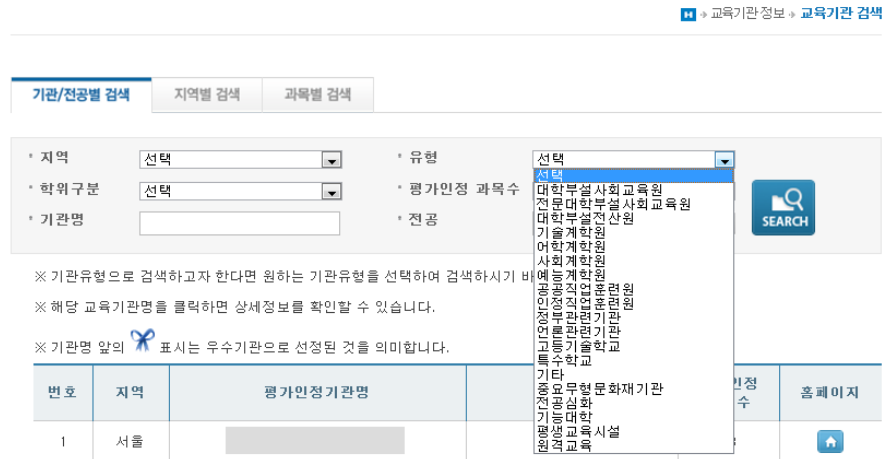 교육기관 정보 교육기관 검색
기관/전공별 검색 지역별 검색 과목별 검색
지역 선택 유형 선택
선택
학위구분 선택 평가인정 과목수
대학부설사회교육원
전문대학부설사회교육원
기관명 전공
대학부설전산원
SEARCH
기술계학원
어학계학원
사회계학원
※ 기관유형으로 검색하고자 한다면 원하는 기관유형을 선택하여 검색하시기 바
예능계학원
공공직업훈련원
인정직업훈련원
※ 해당 교육기관명을 클릭하면 상세정보를 확인할 수 있습니다.
정부관련기관
언론관련기관
고등기술학교
※ 기관명 앞의 표시는 우수기관으로 선정된 것을 의미합니다.
특수학교
기타
중요무형문화재기관
전공심화
기능대학
평생교육시설
원격교육
번호 지역 평가인정기관명 인정 수 홈페이지
1 서울